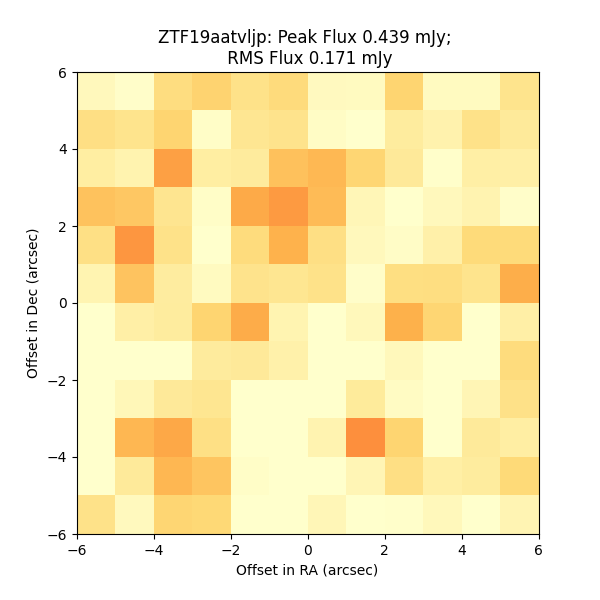 ZTF19aatvljp: Peak Flux 0.439 mJy;
RMS Flux 0.171 mJy
6
4
2
0
−2
−4
−6
Offset in Dec (arcsec)
−6 −4 −2 0 2 4 6
Offset in RA (arcsec)